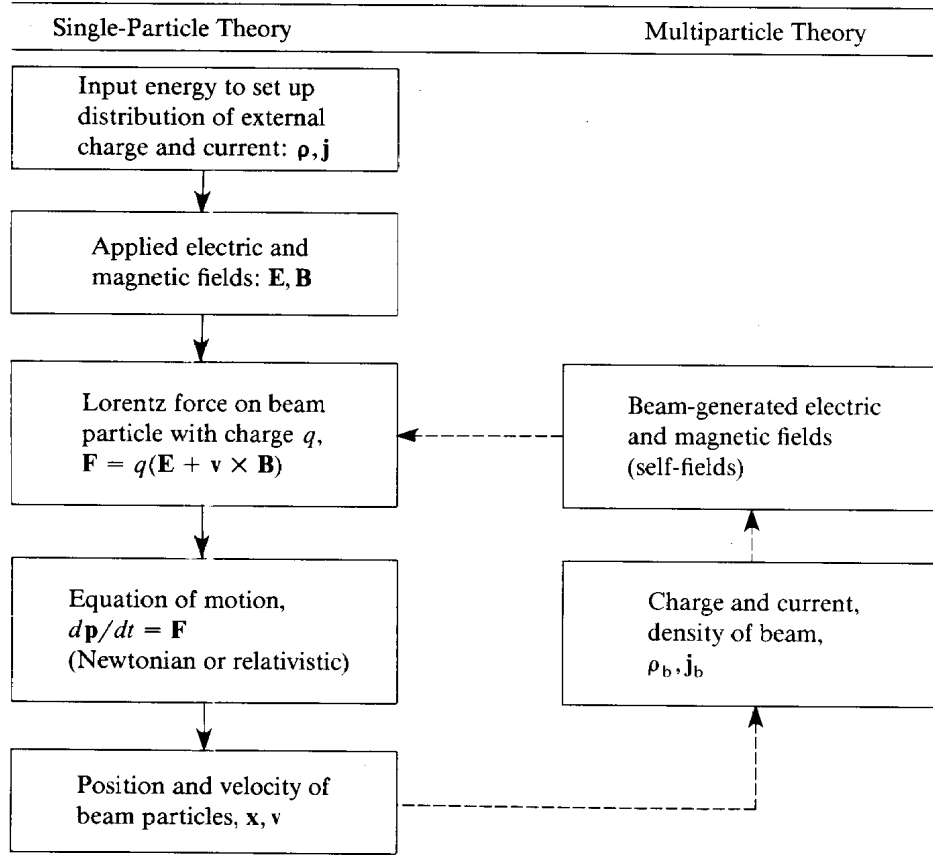 Single-Particle Theory
Multiparticle Theory
Input energy to set up
distribution of external
charge and current: ρ, j
Applied electric and
magnetic fields: E, B
Lorentz force on beam
particle with charge q,
F = q(E + v × B)
Beam-generated electric
and magnetic fields
(self-fields)
Equation of motion,
dp/dt = F
(Newtonian or relativistic)
Charge and current,
density of beam,
ρb, jb
Position and velocity of
beam particles, x, v